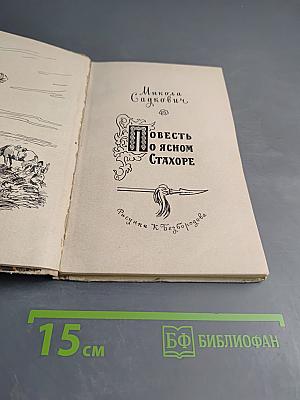 Микола
Садкович
Повесть
о ясном
Стахоре
Рисунки К. Безбородова
15 см
БФ БИБЛИОФАН